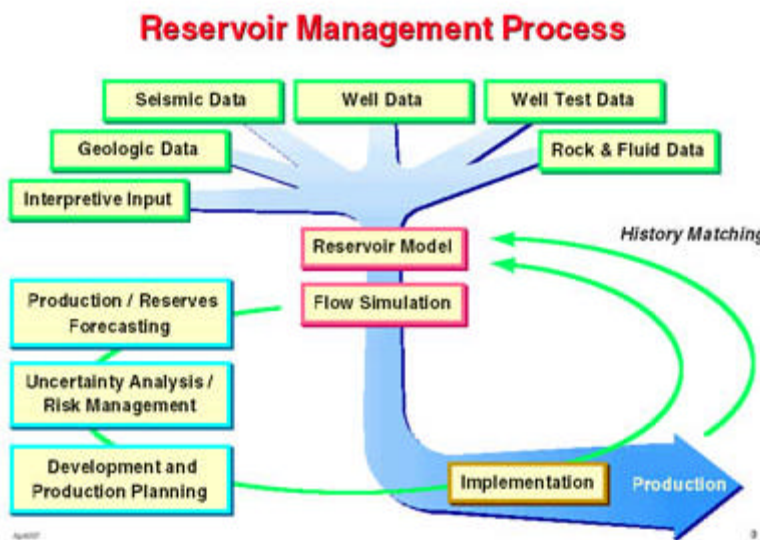 Reservoir Management Process
Seismic Data
Well Data
Well Test Data
Geologic Data
Rock & Fluid Data
Interpretive Input
Reservoir Model
History Matching
Flow Simulation
Production / Reserves
Forecasting
Uncertainty Analysis /
Risk Management
Development and
Production Planning
Implementation
Production